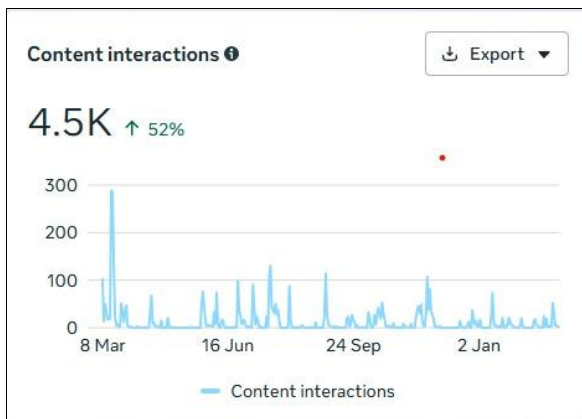 Content interactions
Export
4.5K ↑ 52%
300
200
100
0
8 Mar 16 Jun 24 Sep 2 Jan
Content interactions